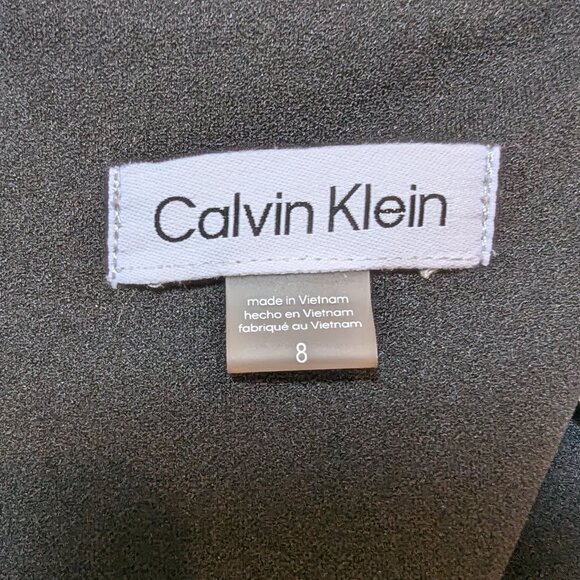 Calvin Klein
made in Vietnam
hecho en Vietnam
fabriqué au Vietnam
8